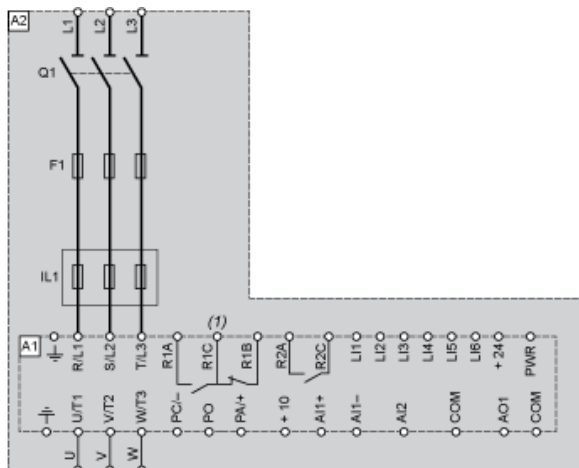 A2
L1 L2 L3
Q1
F1
IL1
(1)
A1
R/L1 S/L2 T/L3 R1A R1C R1B R2A R2C LI1 LI2 LI3 LI4 LI5 LI6 +24 PWR
U/T1 V/T2 W/T3 PC/– PO PA/+ +10 AI1+ AI1– AI2 COM AO1 COM
U V W